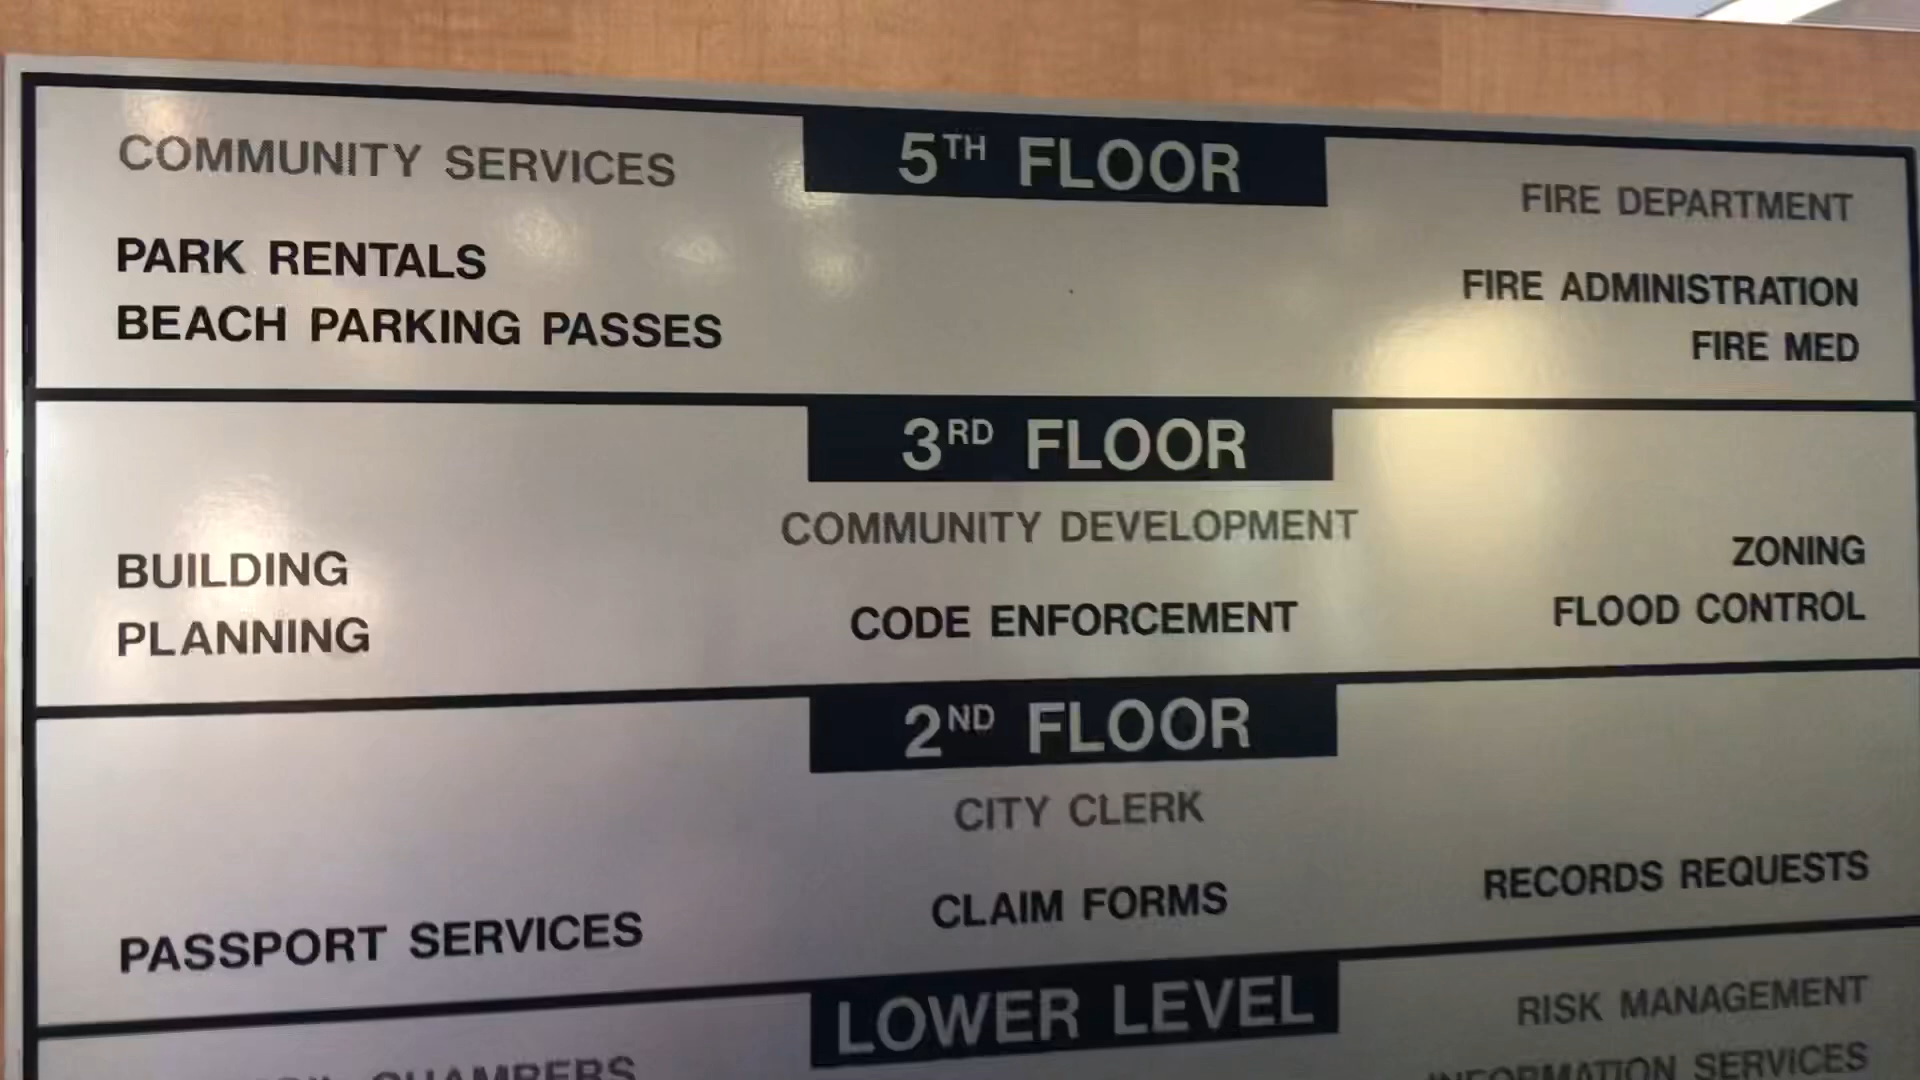 5TH FLOOR
COMMUNITY SERVICES
PARK RENTALS
BEACH PARKING PASSES
FIRE DEPARTMENT
FIRE ADMINISTRATION
FIRE MED
3RD FLOOR
COMMUNITY DEVELOPMENT
BUILDING
PLANNING
CODE ENFORCEMENT
ZONING
FLOOD CONTROL
2ND FLOOR
CITY CLERK
PASSPORT SERVICES
CLAIM FORMS
RECORDS REQUESTS
LOWER LEVEL
CHAMBERS
RISK MANAGEMENT
INFORMATION SERVICES